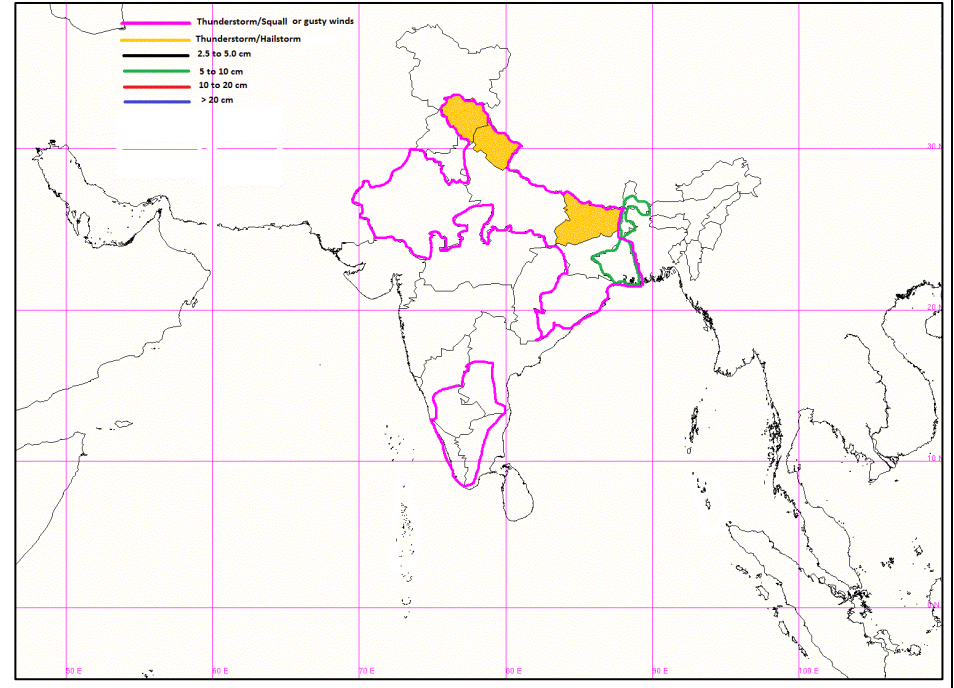 Thunderstorm/Squall or gusty winds
Thunderstorm/Hailstorm
2.5 to 5.0 cm
5 to 10 cm
10 to 20 cm
> 20 cm
30 N
20 N
10 N
50 E
60 E
70 E
80 E
90 E
100 E